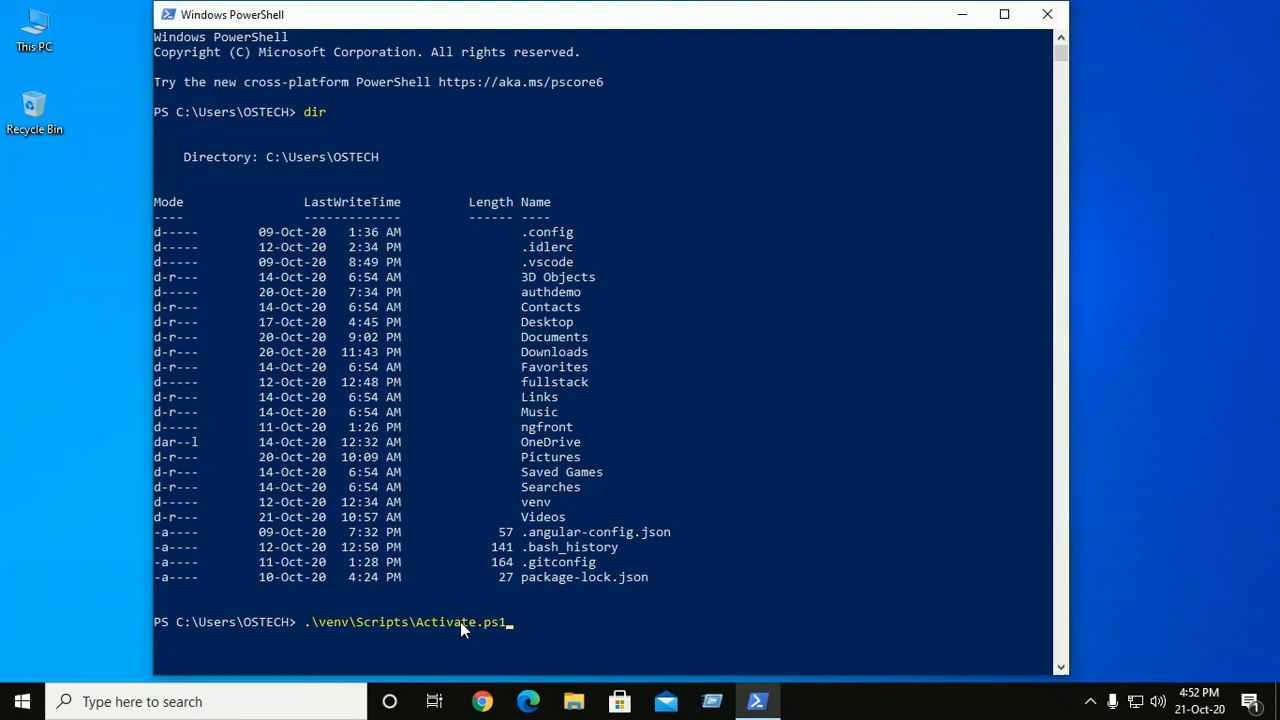 This PC
Recycle Bin
Windows PowerShell
Windows PowerShell
Copyright (C) Microsoft Corporation. All rights reserved.
Try the new cross-platform PowerShell https://aka.ms/pscore6
PS C:\Users\OSTECH> dir
Directory: C:\Users\OSTECH
Mode LastWriteTime Length Name
---- ------------- ------ ----
d----- 09-Oct-20 1:36 AM .config
d----- 12-Oct-20 2:34 PM .idlerc
d----- 09-Oct-20 8:49 PM .vscode
d-r--- 14-Oct-20 6:54 AM 3D Objects
d----- 20-Oct-20 7:34 PM authdemo
d-r--- 14-Oct-20 6:54 AM Contacts
d-r--- 17-Oct-20 4:45 PM Desktop
d-r--- 20-Oct-20 9:02 PM Documents
d-r--- 20-Oct-20 11:43 PM Downloads
d-r--- 14-Oct-20 6:54 AM Favorites
d----- 12-Oct-20 12:48 PM fullstack
d-r--- 14-Oct-20 6:54 AM Links
d-r--- 14-Oct-20 6:54 AM Music
d----- 11-Oct-20 1:26 PM ngfront
dar--l 14-Oct-20 12:32 AM OneDrive
d-r--- 20-Oct-20 10:09 AM Pictures
d-r--- 14-Oct-20 6:54 AM Saved Games
d-r--- 14-Oct-20 6:54 AM Searches
d----- 12-Oct-20 12:34 AM venv
d-r--- 21-Oct-20 10:57 AM Videos
-a---- 09-Oct-20 7:32 PM 57 .angular-config.json
-a---- 12-Oct-20 12:50 PM 141 .bash_history
-a---- 11-Oct-20 1:28 PM 164 .gitconfig
-a---- 10-Oct-20 4:24 PM 27 package-lock.json
PS C:\Users\OSTECH> .\venv\Scripts\Activate.ps1
Type here to search
4:52 PM
21-Oct-20
1